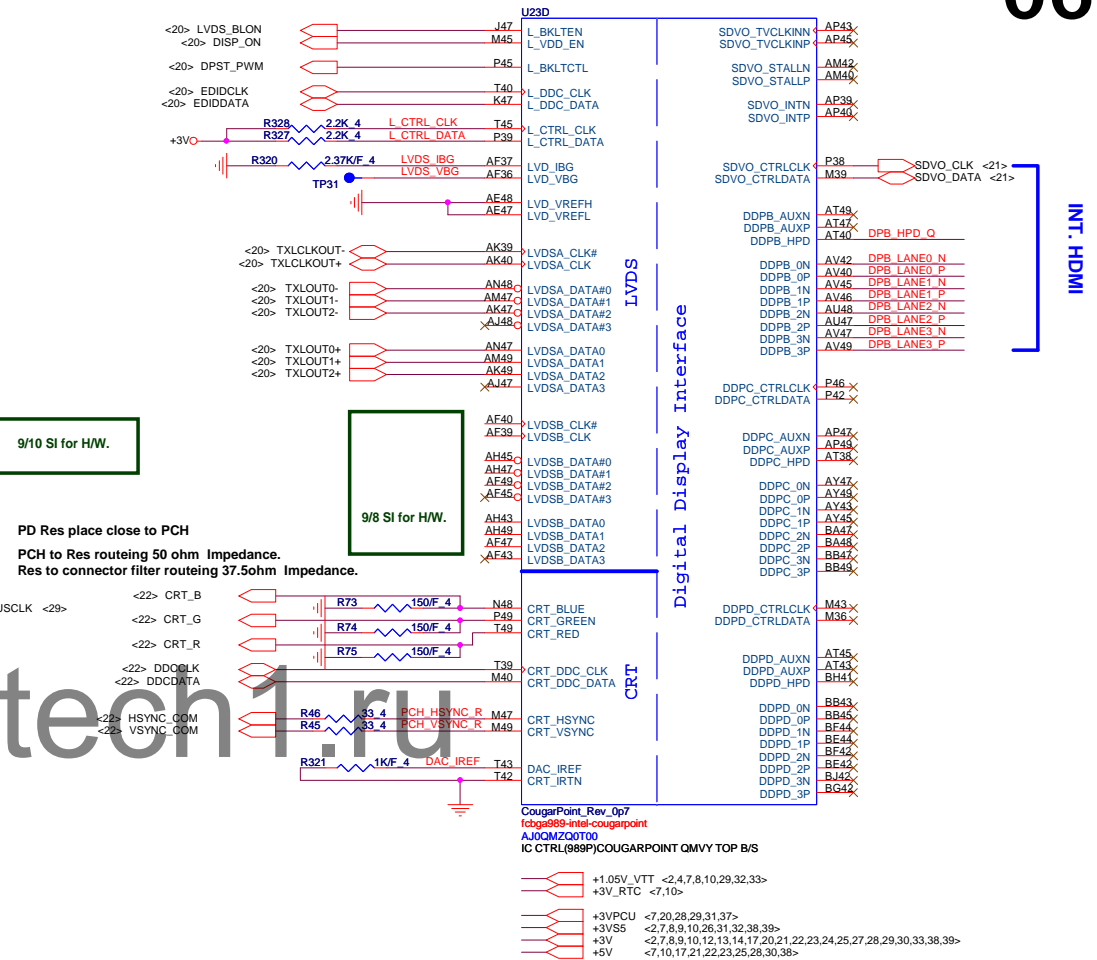 06
U23D
<20> LVDS_BLON J47 L_BKLTEN SDVO_TVCLKINN AP43
<20> DISP_ON M45 L_VDD_EN SDVO_TVCLKINP AP45
<20> DPST_PWM P45 L_BKLTCTL SDVO_STALLN AM42
SDVO_STALLP AM40
<20> EDIDCLK T40 L_DDC_CLK
<20> EDIDDATA K47 L_DDC_DATA SDVO_INTN AP39
SDVO_INTP AP40
R328 2.2K_4 L_CTRL_CLK T45 L_CTRL_CLK
+3V R327 2.2K_4 L_CTRL_DATA P39 L_CTRL_DATA
R320 2.37K/F_4 LVDS_IBG AF37 LVD_IBG SDVO_CTRLCLK P38 SDVO_CLK <21>
TP31 LVDS_VBG AF36 LVD_VBG SDVO_CTRLDATA M39 SDVO_DATA <21>
AE48 LVD_VREFH
AE47 LVD_VREFL DDPB_AUXN AT49
DDPB_AUXP AT47
DDPB_HPD AT40 DPB_HPD_Q
INT. HDMI
<20> TXLCLKOUT- AK39 LVDSA_CLK#
<20> TXLCLKOUT+ AK40 LVDSA_CLK
DDPB_0N AV42 DPB_LANE0_N
DDPB_0P AV40 DPB_LANE0_P
DDPB_1N AV45 DPB_LANE1_N
DDPB_1P AV46 DPB_LANE1_P
DDPB_2N AU48 DPB_LANE2_N
DDPB_2P AU47 DPB_LANE2_P
DDPB_3N AV47 DPB_LANE3_N
DDPB_3P AV49 DPB_LANE3_P
<20> TXLOUT0- AN48 LVDSA_DATA#0
<20> TXLOUT1- AM47 LVDSA_DATA#1
<20> TXLOUT2- AK47 LVDSA_DATA#2
AJ48 LVDSA_DATA#3
LVDS
<20> TXLOUT0+ AN47 LVDSA_DATA0
<20> TXLOUT1+ AM49 LVDSA_DATA1
<20> TXLOUT2+ AK49 LVDSA_DATA2
AJ47 LVDSA_DATA3
Digital Display Interface
DDPC_CTRLCLK P46
DDPC_CTRLDATA P42
AF40 LVDSB_CLK#
AF39 LVDSB_CLK
DDPC_AUXN AP47
DDPC_AUXP AP49
DDPC_HPD AT38
AH45 LVDSB_DATA#0
AH47 LVDSB_DATA#1
AF49 LVDSB_DATA#2
AF45 LVDSB_DATA#3
DDPC_0N AY47
DDPC_0P AY49
DDPC_1N AY43
DDPC_1P AY45
DDPC_2N BA47
DDPC_2P BA48
DDPC_3N BB47
DDPC_3P BB49
AH43 LVDSB_DATA0
AH49 LVDSB_DATA1
AF47 LVDSB_DATA2
AF43 LVDSB_DATA3
9/10 SI for H/W.
9/8 SI for H/W.
PD Res place close to PCH
PCH to Res routeing 50 ohm Impedance.
Res to connector filter routeing 37.5ohm Impedance.
USCLK <29>
<22> CRT_B R73 150/F_4 N48 CRT_BLUE
<22> CRT_G R74 150/F_4 P49 CRT_GREEN
<22> CRT_R R75 150/F_4 T49 CRT_RED
DDPD_CTRLCLK M43
DDPD_CTRLDATA M36
<22> DDCCLK T39 CRT_DDC_CLK
<22> DDCDATA M40 CRT_DDC_DATA
CRT
DDPD_AUXN AT45
DDPD_AUXP AT43
DDPD_HPD BH41
<22> HSYNC_COM R46 33_4 PCH_HSYNC_R M47 CRT_HSYNC
<22> VSYNC_COM R45 33_4 PCH_VSYNC_R M49 CRT_VSYNC
DDPD_0N BB43
DDPD_0P BB45
DDPD_1N BF44
DDPD_1P BE44
DDPD_2N BF42
DDPD_2P BE42
DDPD_3N BJ42
DDPD_3P BG42
R321 1K/F_4 DAC_IREF T43 DAC_IREF
T42 CRT_IRTN
tech1.ru
CougarPoint_Rev_0p7
fcbga989-intel-cougarpoint
AJ0QMZQ0T00
IC CTRL(989P)COUGARPOINT QMVY TOP B/S
+1.05V_VTT <2,4,7,8,10,29,32,33>
+3V_RTC <7,10>
+3VPCU <7,20,28,29,31,37>
+3VS5 <2,7,8,9,10,26,31,32,38,39>
+3V <2,7,8,9,10,12,13,14,17,20,21,22,23,24,25,27,28,29,30,33,38,39>
+5V <7,10,17,21,22,23,25,28,30,38>